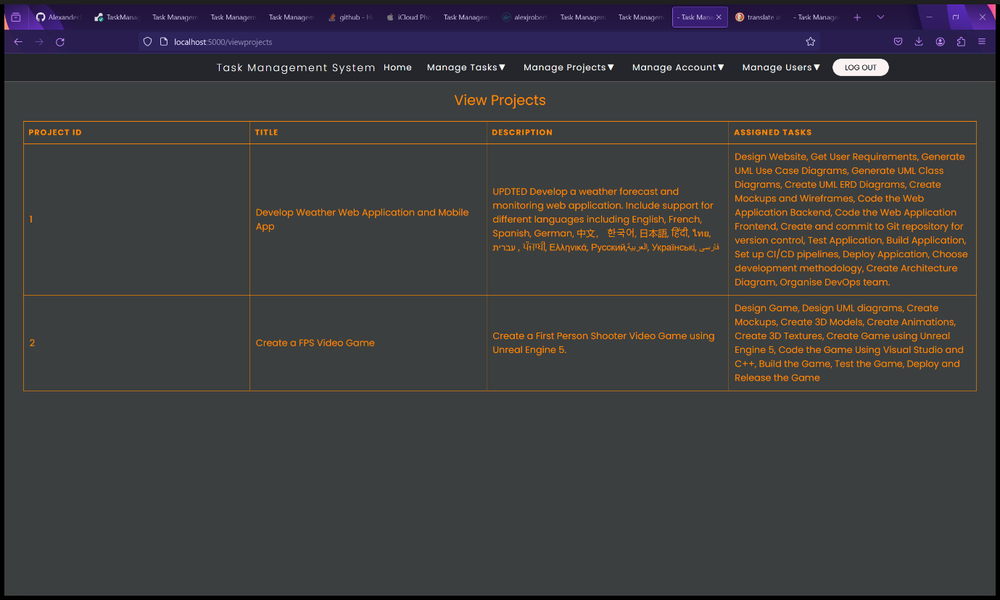 Alexander
TaskManag
Task Managem
Task Managem
Task Managem
github - H
iCloud Pho
Task Managem
alexjrobert
Task Managem
Task Managem
- Task Mana
translate a
- Task Manage
localhost:5000/viewprojects
Task Management System
Home
Manage Tasks▼
Manage Projects▼
Manage Account▼
Manage Users▼
LOG OUT
View Projects
PROJECT ID
TITLE
DESCRIPTION
ASSIGNED TASKS
1
Develop Weather Web Application and Mobile
App
UPDTED Develop a weather forecast and
monitoring web application. Include support for
different languages including English, French,
Spanish, German, 中文， 한국어, 日本語, हिंदी, ไทย,
עברית , ਪੰਜਾਬੀ, Ελληνικά, Русский,العربية, Українські, فارسی
Design Website, Get User Requirements, Generate
UML Use Case Diagrams, Generate UML Class
Diagrams, Create UML ERD Diagrams, Create
Mockups and Wireframes, Code the Web
Application Backend, Code the Web Application
Frontend, Create and commit to Git repository for
version control, Test Application, Build Application,
Set up CI/CD pipelines, Deploy Appication, Choose
development methodology, Create Architecture
Diagram, Organise DevOps team.
2
Create a FPS Video Game
Create a First Person Shooter Video Game using
Unreal Engine 5.
Design Game, Design UML diagrams, Create
Mockups, Create 3D Models, Create Animations,
Create 3D Textures, Create Game using Unreal
Engine 5, Code the Game Using Visual Studio and
C++, Build the Game, Test the Game, Deploy and
Release the Game